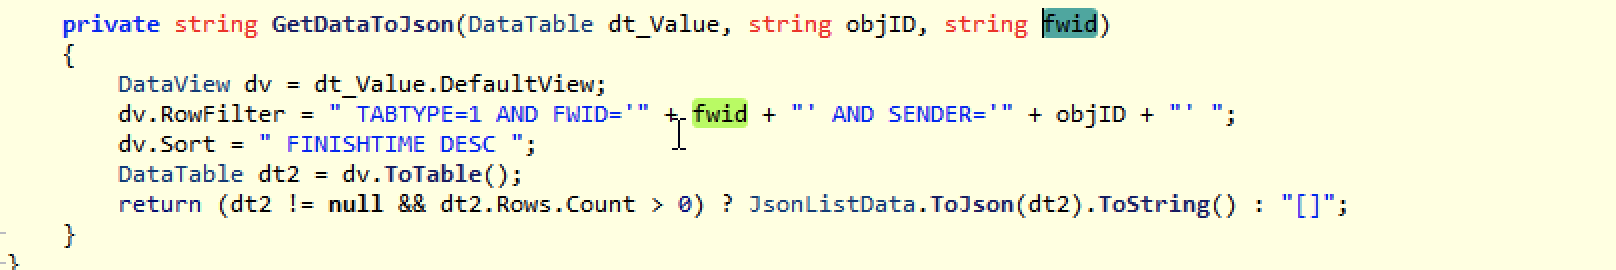 private string GetDataToJson(DataTable dt_Value, string objID, string fwid)
{
DataView dv = dt_Value.DefaultView;
dv.RowFilter = " TABTYPE=1 AND FWID='" + fwid + "' AND SENDER='" + objID + "' ";
dv.Sort = " FINISHTIME DESC ";
DataTable dt2 = dv.ToTable();
return (dt2 != null && dt2.Rows.Count > 0) ? JsonListData.ToJson(dt2).ToString() : "[]";
}
}